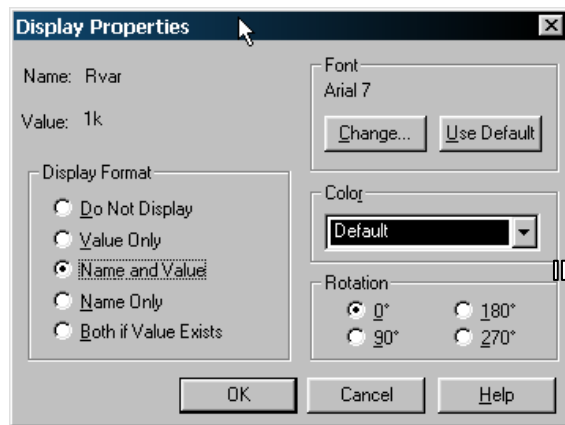 Display Properties
Name: Rvar
Value: 1k
Font
Arial 7
Change...
Use Default
Display Format
Do Not Display
Value Only
Name and Value
Name Only
Both if Value Exists
Color
Default
Rotation
0° 180°
90° 270°
OK Cancel Help